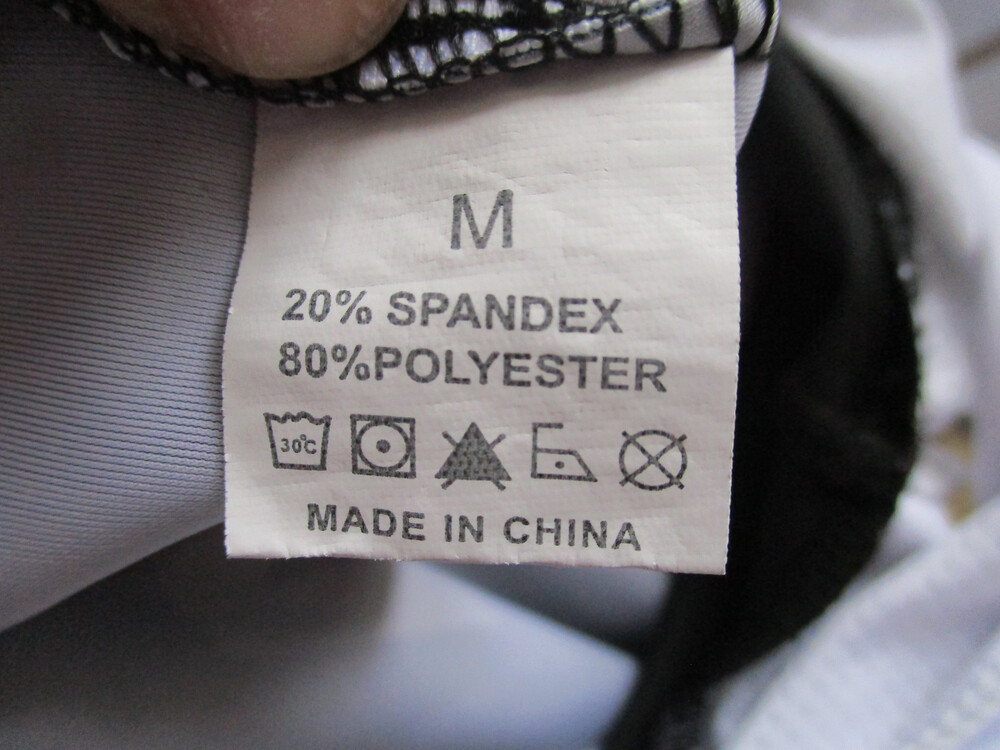 M
20% SPANDEX
80%POLYESTER
30°C
MADE IN CHINA